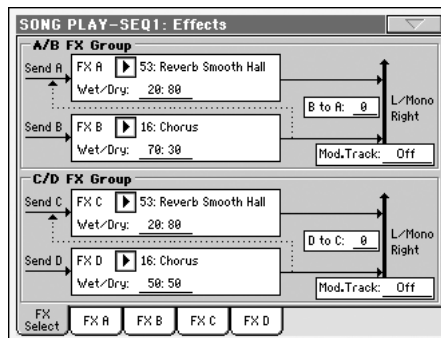 SONG PLAY-SEQ1: Effects
A/B FX Group
Send A FX A 53: Reverb Smooth Hall
Wet/Dry: 20:80
B to A: 0
L/Mono
Right
Send B FX B 16: Chorus
Wet/Dry: 70:30
Mod.Track: Off
C/D FX Group
Send C FX C 53: Reverb Smooth Hall
Wet/Dry: 20:80
D to C: 0
L/Mono
Right
Send D FX D 16: Chorus
Wet/Dry: 50:50
Mod.Track: Off
FX Select FX A FX B FX C FX D